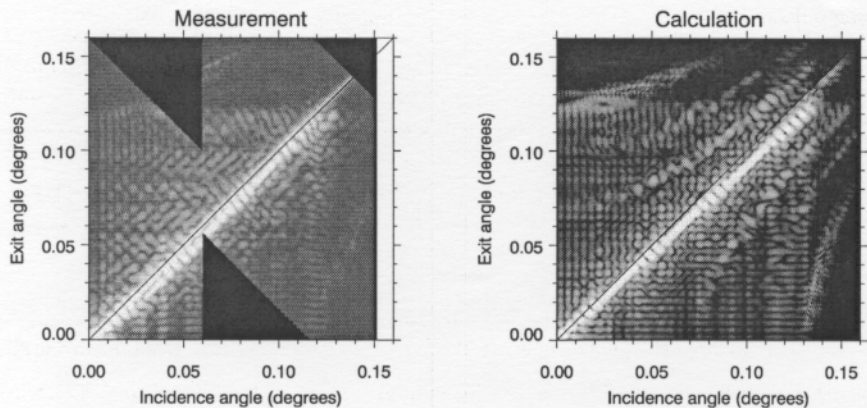 Measurement
0.15
0.10
0.05
0.00
Exit angle (degrees)
0.00 0.05 0.10 0.15
Incidence angle (degrees)
Calculation
0.15
0.10
0.05
0.00
Exit angle (degrees)
0.00 0.05 0.10 0.15
Incidence angle (degrees)